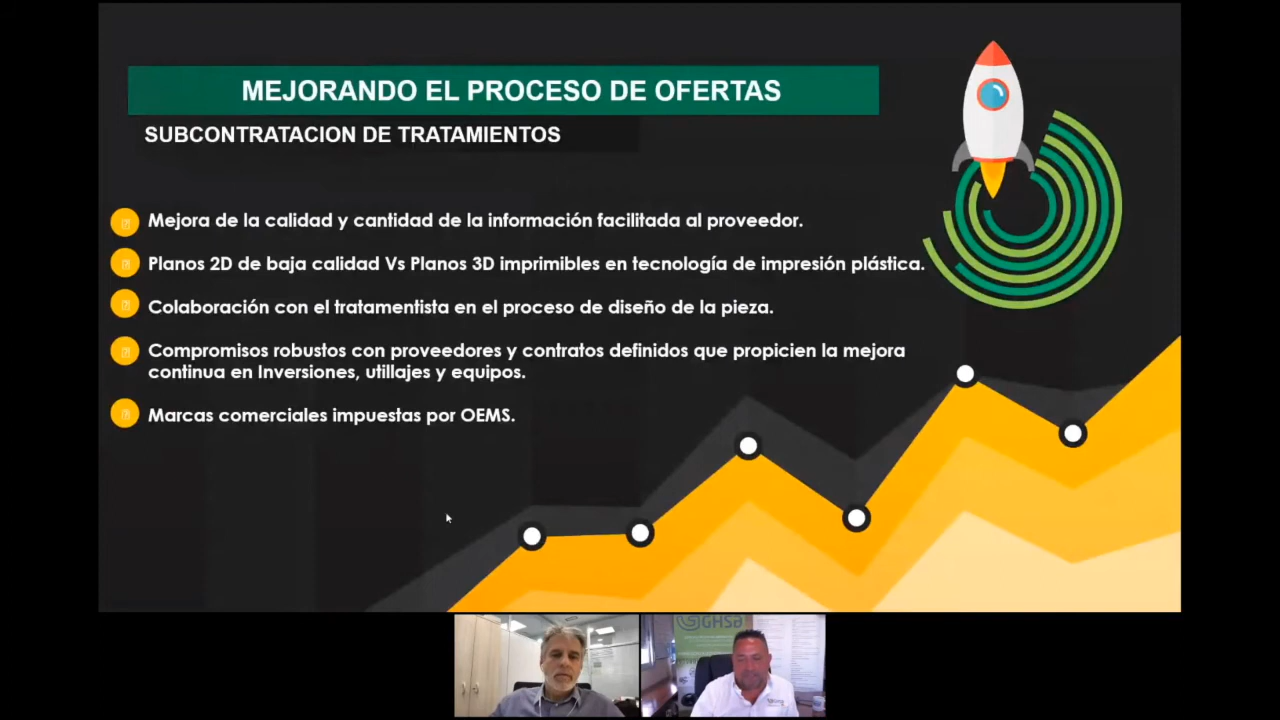 MEJORANDO EL PROCESO DE OFERTAS
SUBCONTRATACION DE TRATAMIENTOS
Mejora de la calidad y cantidad de la información facilitada al proveedor.
Planos 2D de baja calidad Vs Planos 3D imprimibles en tecnología de impresión plástica.
Colaboración con el tratamentista en el proceso de diseño de la pieza.
Compromisos robustos con proveedores y contratos definidos que propicien la mejora
continua en Inversiones, utillajes y equipos.
Marcas comerciales impuestas por OEMS.
GHSa